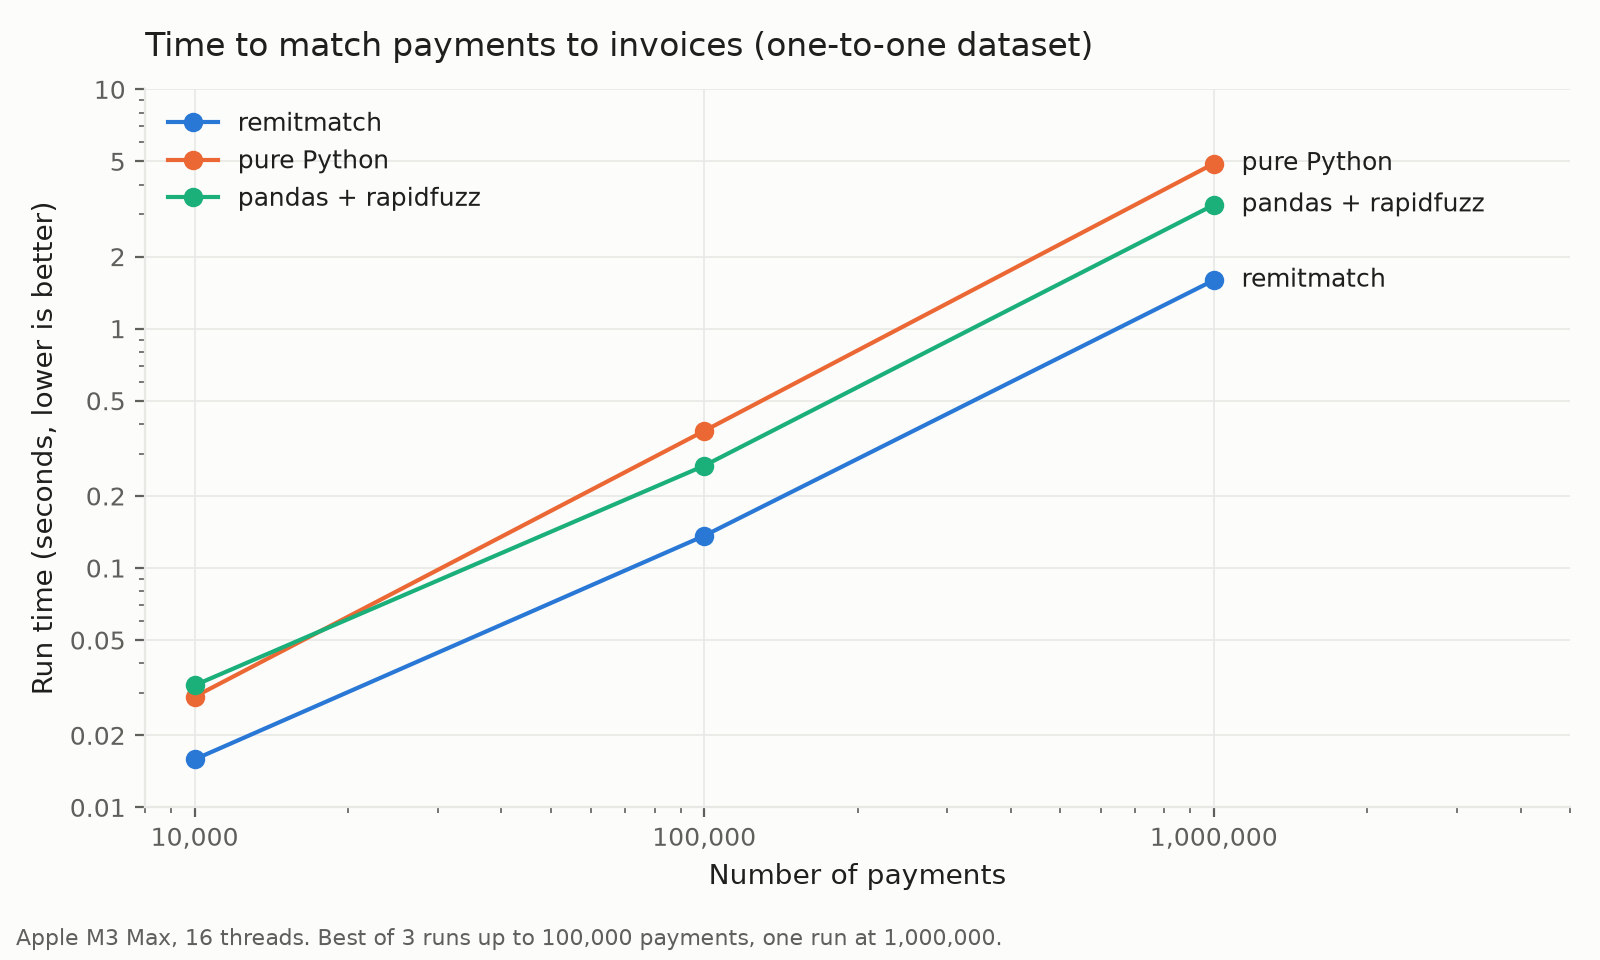 Time to match payments to invoices (one-to-one dataset)
remitmatch
pure Python
pandas + rapidfuzz
pure Python
pandas + rapidfuzz
remitmatch
Run time (seconds, lower is better)
10
5
2
1
0.5
0.2
0.1
0.05
0.02
0.01
10,000
100,000
1,000,000
Number of payments
Apple M3 Max, 16 threads. Best of 3 runs up to 100,000 payments, one run at 1,000,000.